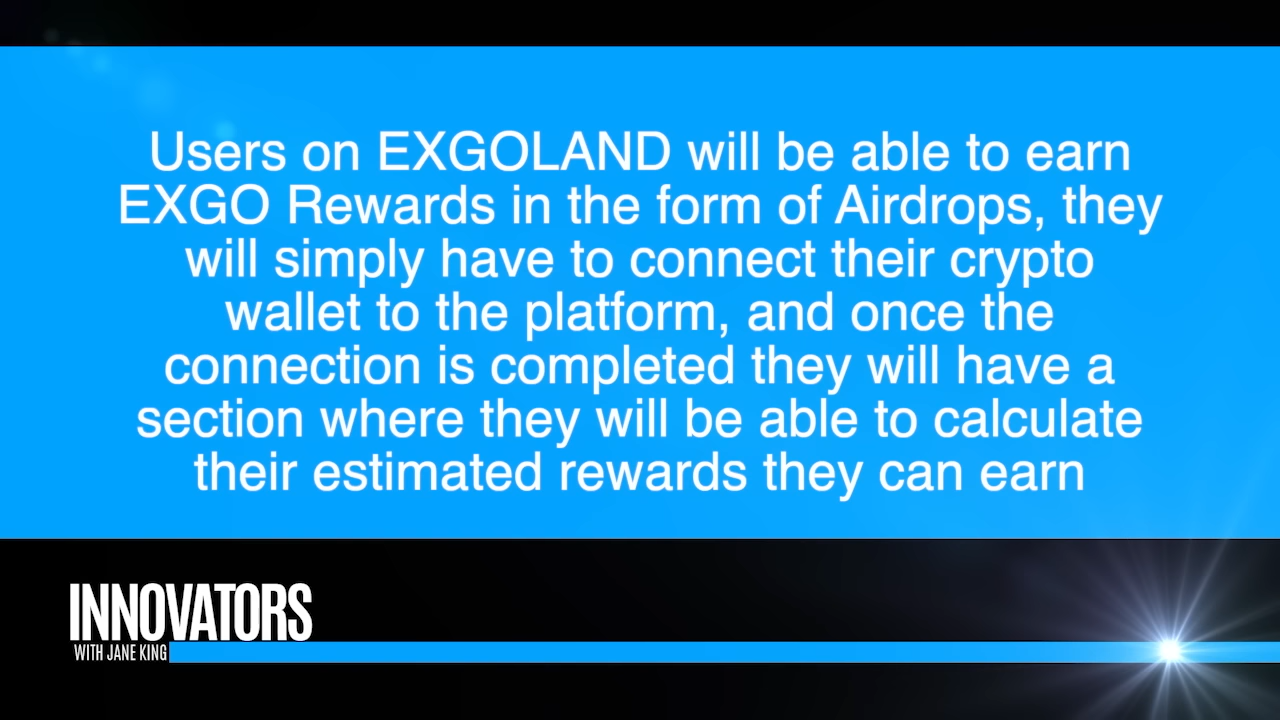 Users on EXGOLAND will be able to earn
EXGO Rewards in the form of Airdrops, they
will simply have to connect their crypto
wallet to the platform, and once the
connection is completed they will have a
section where they will be able to calculate
their estimated rewards they can earn
INNOVATORS
WITH JANE KING